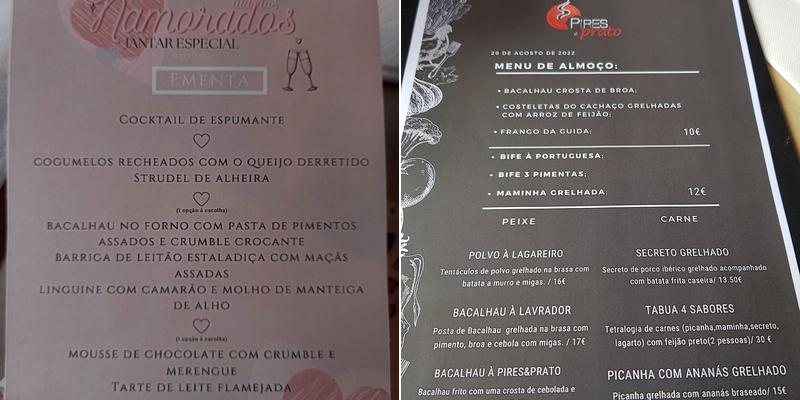 dia dos
Namorados
JANTAR ESPECIAL
EMENTA
COCKTAIL DE ESPUMANTE
COGUMELOS RECHEADOS COM O QUEIJO DERRETIDO
STRUDEL DE ALHEIRA
(1 opção à escolha)
BACALHAU NO FORNO COM PASTA DE PIMENTOS
ASSADOS E CRUMBLE CROCANTE
BARRIGA DE LEITÃO ESTALADIÇA COM MAÇÃS
ASSADAS
LINGUINE COM CAMARÃO E MOLHO DE MANTEIGA
DE ALHO
(1 opção à escolha)
MOUSSE DE CHOCOLATE COM CRUMBLE E
MERENGUE
TARTE DE LEITE FLAMEJADA
PIRES
e prato
29 DE AGOSTO DE 2022
MENU DE ALMOÇO:
• BACALHAU CROSTA DE BROA;
• COSTELETAS DO CACHAÇO GRELHADAS
COM ARROZ DE FEIJÃO;
• FRANGO DA GUIDA; 10€
• BIFE À PORTUGUESA;
• BIFE 3 PIMENTAS;
• MAMINHA GRELHADA; 12€
PEIXE CARNE
POLVO À LAGAREIRO
Tentáculos de polvo grelhado na brasa com
batata a murro e migas. / 16€
BACALHAU À LAVRADOR
Posta de Bacalhau grelhada na brasa com
pimento, broa e cebola com migas. / 17€
BACALHAU À PIRES&PRATO
Bacalhau frito com uma crosta de cebolada e
SECRETO GRELHADO
Secreto de porco ibérico grelhado acompanhado
com batata frita caseira/ 13.50€
TABUA 4 SABORES
Tetralogia de carnes (picanha,maminha,secreto,
lagarto) com feijão preto(2 pessoas)/ 30 €
PICANHA COM ANANÁS GRELHADO
Picanha grelhada com ananás braseado/ 15€